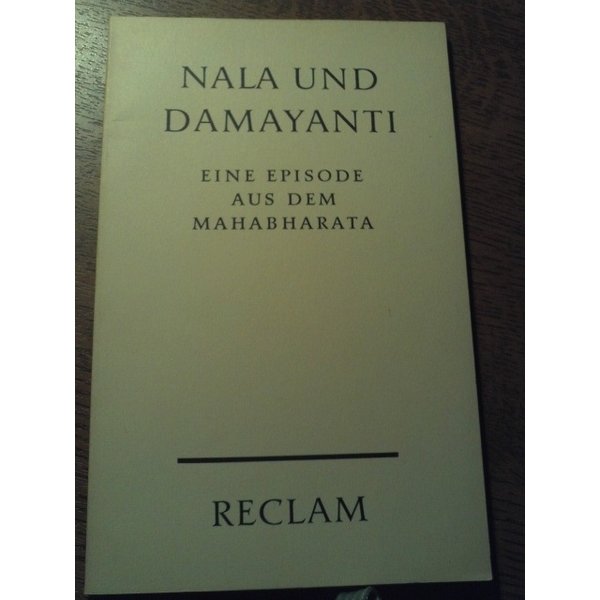 NALA UND
DAMAYANTI
EINE EPISODE
AUS DEM
MAHABHARATA
RECLAM